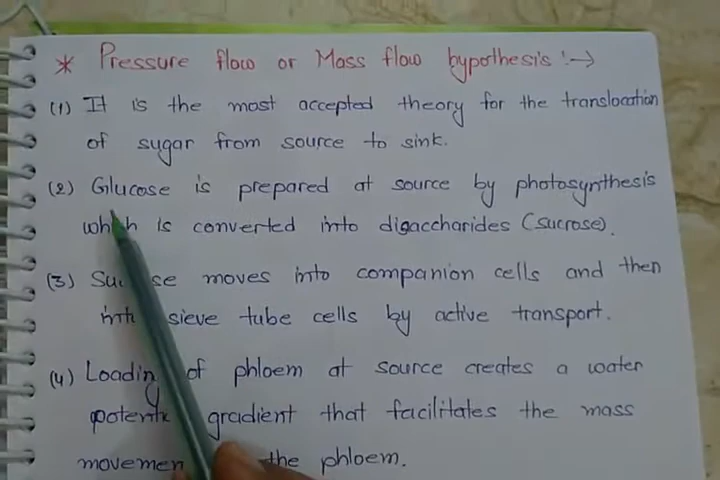 * Pressure flow or Mass flow hypothesis :→
(1) It is the most accepted theory for the translocation
of sugar from source to sink.
(2) Glucose is prepared at source by photosynthesis
which is converted into disaccharides (sucrose).
(3) moves into companion cells and then
sieve tube cells by active transport.
(4) Loading of phloem at source creates a water
gradient that facilitates the mass
the phloem.